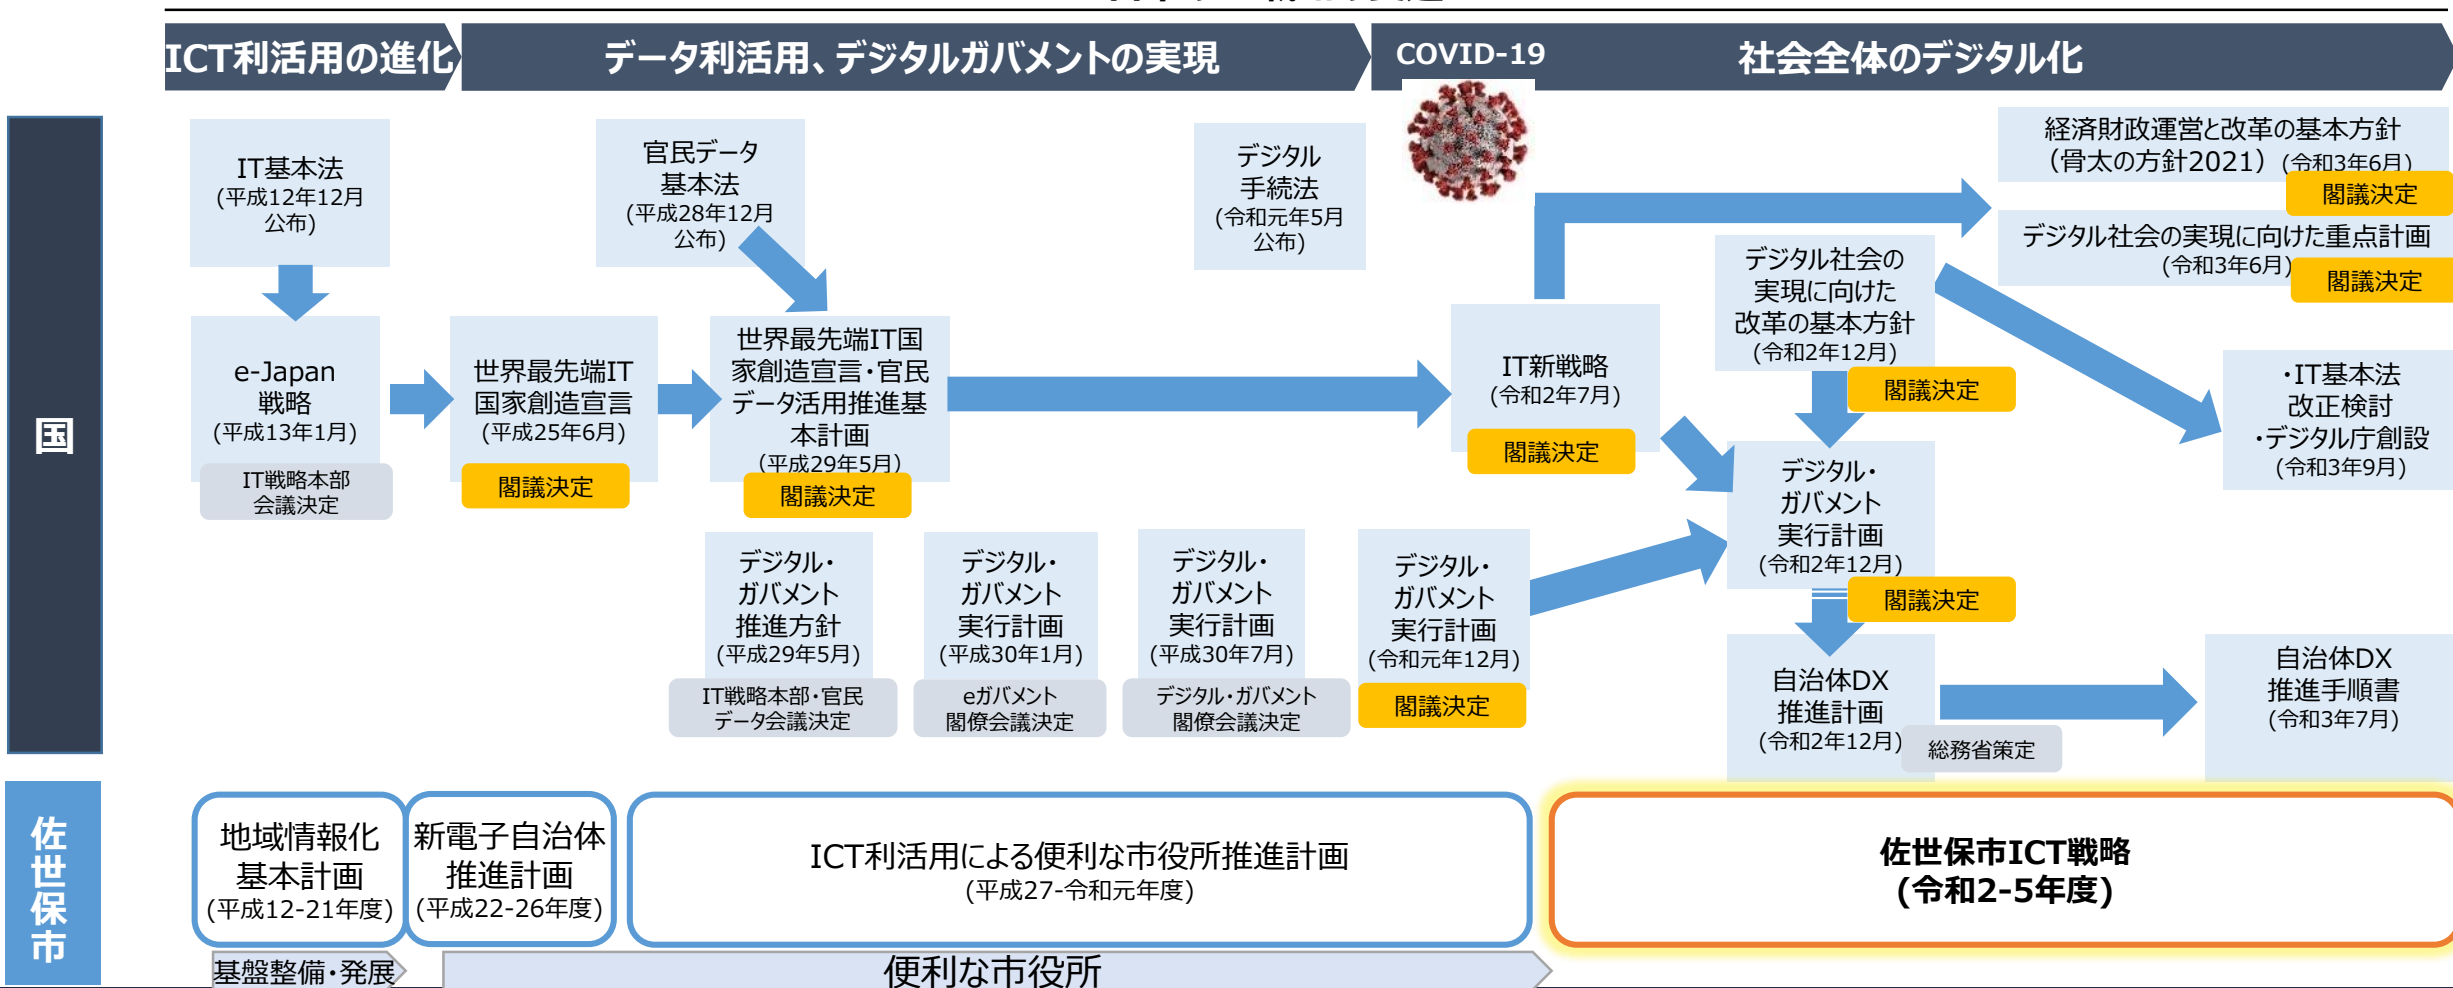 ICT利活用の進化
データ利活用、デジタルガバメントの実現
COVID-19
社会全体のデジタル化
国
IT基本法
(平成12年12月
公布)
官民データ
基本法
(平成28年12月
公布)
デジタル
手続法
(令和元年5月
公布)
経済財政運営と改革の基本方針
（骨太の方針2021）(令和3年6月)
閣議決定
デジタル社会の実現に向けた重点計画
(令和3年6月)
閣議決定
デジタル社会の
実現に向けた
改革の基本方針
(令和2年12月)
閣議決定
e-Japan
戦略
(平成13年1月)
IT戦略本部
会議決定
世界最先端IT
国家創造宣言
(平成25年6月)
閣議決定
世界最先端IT国
家創造宣言・官民
データ活用推進基
本計画
(平成29年5月)
閣議決定
IT新戦略
(令和2年7月)
閣議決定
・IT基本法
改正検討
・デジタル庁創設
(令和3年9月)
デジタル・
ガバメント
実行計画
(令和2年12月)
閣議決定
デジタル・
ガバメント
推進方針
(平成29年5月)
IT戦略本部・官民
データ会議決定
デジタル・
ガバメント
実行計画
(平成30年1月)
eガバメント
閣僚会議決定
デジタル・
ガバメント
実行計画
(平成30年7月)
デジタル・ガバメント
閣僚会議決定
デジタル・
ガバメント
実行計画
(令和元年12月)
閣議決定
自治体DX
推進計画
(令和2年12月)
総務省策定
自治体DX
推進手順書
(令和3年7月)
佐世保市
地域情報化
基本計画
(平成12-21年度)
新電子自治体
推進計画
(平成22-26年度)
ICT利活用による便利な市役所推進計画
(平成27-令和元年度)
佐世保市ICT戦略
(令和2-5年度)
基盤整備・発展
便利な市役所